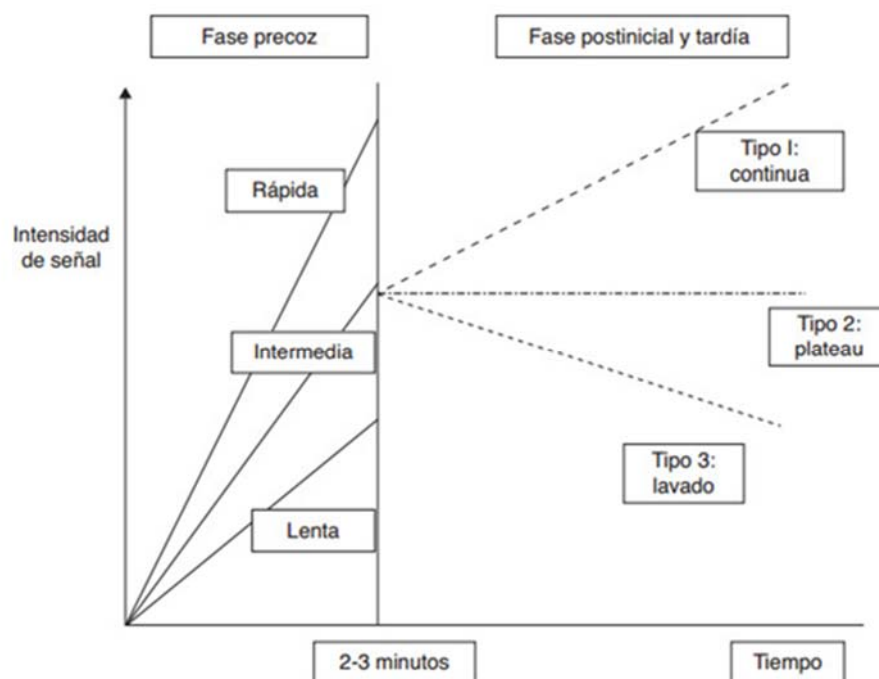 Fase precoz
Fase postinicial y tardía
Tipo I:
continua
Rápida
Intensidad
de señal
Tipo 2:
plateau
Intermedia
Tipo 3:
lavado
Lenta
2-3 minutos
Tiempo